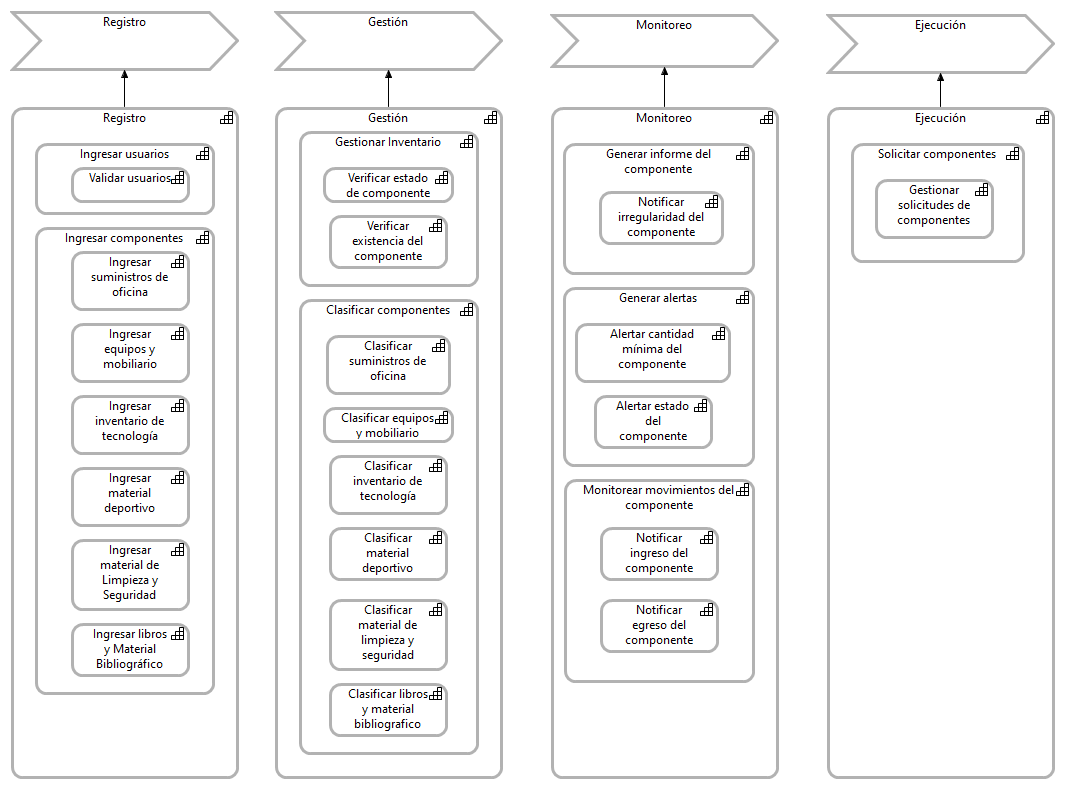 Registro
Gestión
Monitoreo
Ejecución
Registro
Ingresar usuarios
Validar usuarios
Ingresar componentes
Ingresar
suministros de
oficina
Ingresar
equipos y
mobiliario
Ingresar
inventario de
tecnología
Ingresar
material
deportivo
Ingresar
material de
Limpieza y
Seguridad
Ingresar libros
y Material
Bibliográfico
Gestión
Gestionar Inventario
Verificar estado
de componente
Verificar
existencia del
componente
Clasificar componentes
Clasificar
suministros de
oficina
Clasificar equipos
y mobiliario
Clasificar
inventario de
tecnología
Clasificar
material
deportivo
Clasificar
material de
limpieza y
seguridad
Clasificar libros
y material
bibliografico
Monitoreo
Generar informe del
componente
Notificar
irregularidad del
componente
Generar alertas
Alertar cantidad
mínima del
componente
Alertar estado
del
componente
Monitorear movimientos del
componente
Notificar
ingreso del
componente
Notificar
egreso del
componente
Ejecución
Solicitar componentes
Gestionar
solicitudes de
componentes